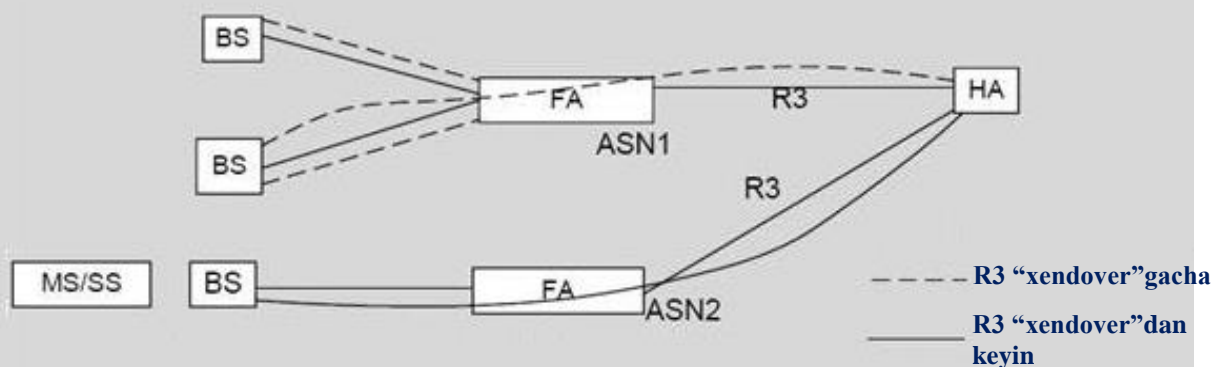 BS
FA
R3
HA
ASN1
BS
R3
MS/SS
BS
FA
ASN2
R3 “xendover”gacha
R3 “xendover”dan
keyin